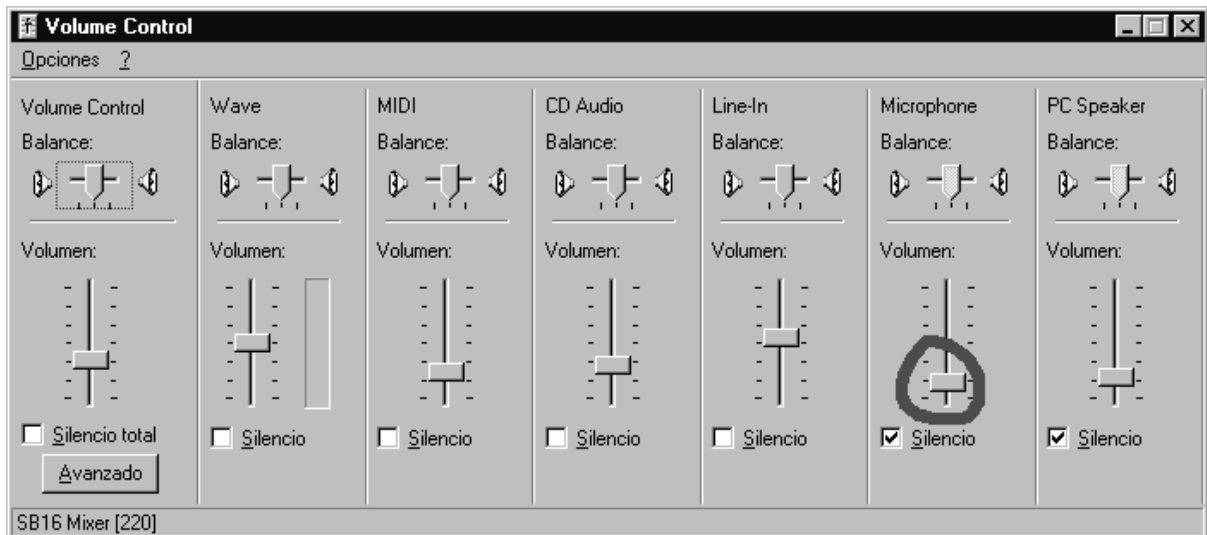 Volume Control
Opciones ?
Volume Control Wave MIDI CD Audio Line-In Microphone PC Speaker
Balance: Balance: Balance: Balance: Balance: Balance: Balance:
Volumen: Volumen: Volumen: Volumen: Volumen: Volumen: Volumen:
Silencio total Silencio Silencio Silencio Silencio Silencio Silencio
Avanzado
SB16 Mixer [220]